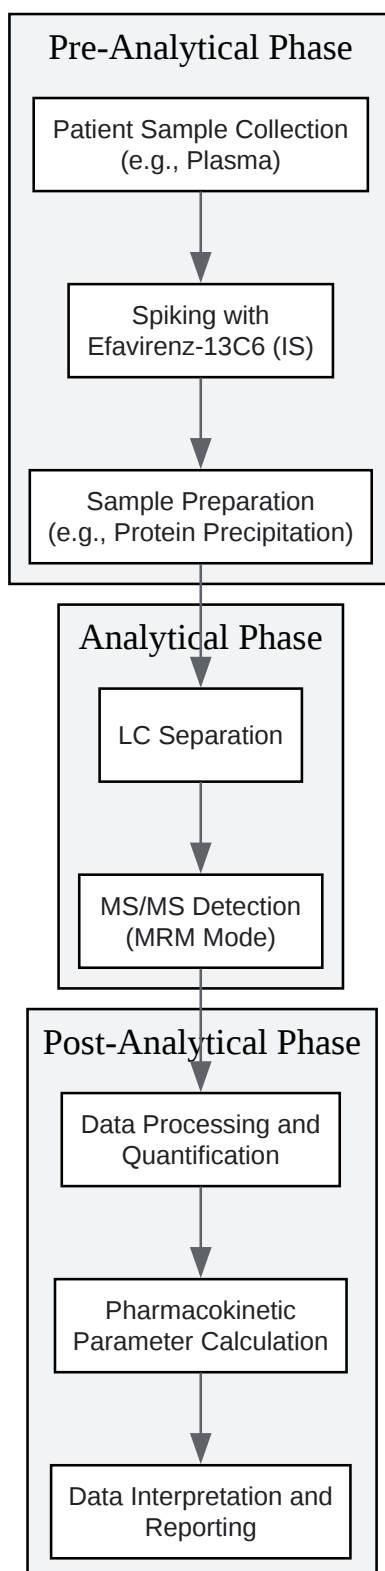 Pre-Analytical Phase
Patient Sample Collection
(e.g., Plasma)
Spiking with
Efavirenz-13C6 (IS)
Sample Preparation
(e.g., Protein Precipitation)
Analytical Phase
LC Separation
MS/MS Detection
(MRM Mode)
Post-Analytical Phase
Data Processing and
Quantification
Pharmacokinetic
Parameter Calculation
Data Interpretation and
Reporting